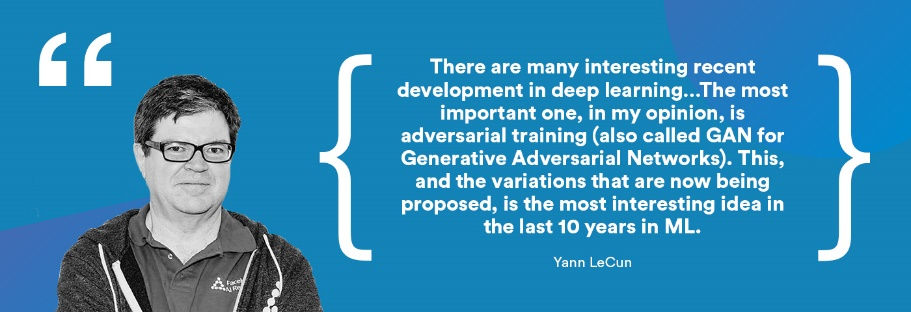 There are many interesting recent
development in deep learning...The most
important one, in my opinion, is
adversarial training (also called GAN for
Generative Adversarial Networks). This,
and the variations that are now being
proposed, is the most interesting idea in
the last 10 years in ML.
Yann LeCun